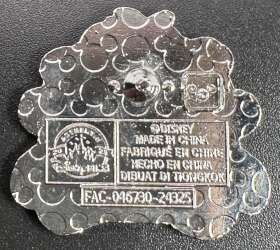 ©DISNEY
MADE IN CHINA
FABRIQUÉ EN CHINE
HECHO EN CHINA
DIBUAT DI TIONGKOK
FAC-046730-24325